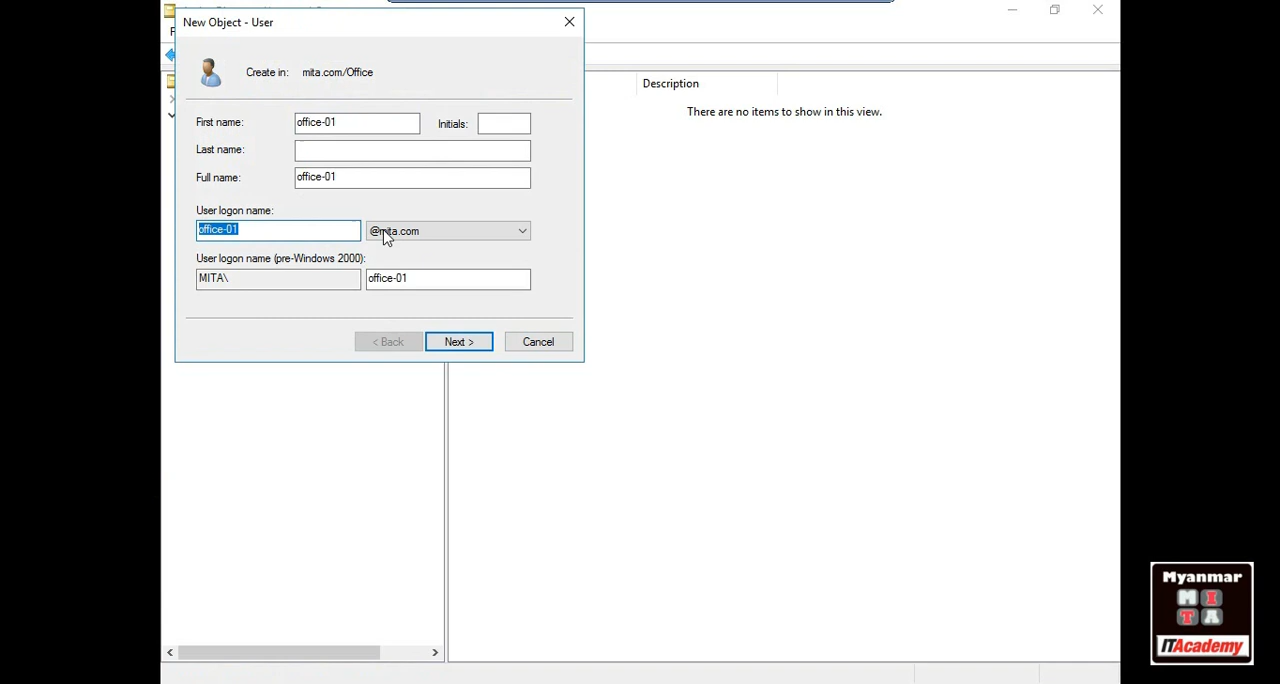 New Object - User
Create in: mita.com/Office
Description
There are no items to show in this view.
First name: office-01 Initials:
Last name:
Full name: office-01
User logon name:
office-01 @mita.com
User logon name (pre-Windows 2000):
MITA\ office-01
< Back Next > Cancel
Myanmar
M I
T A
ITAcademy